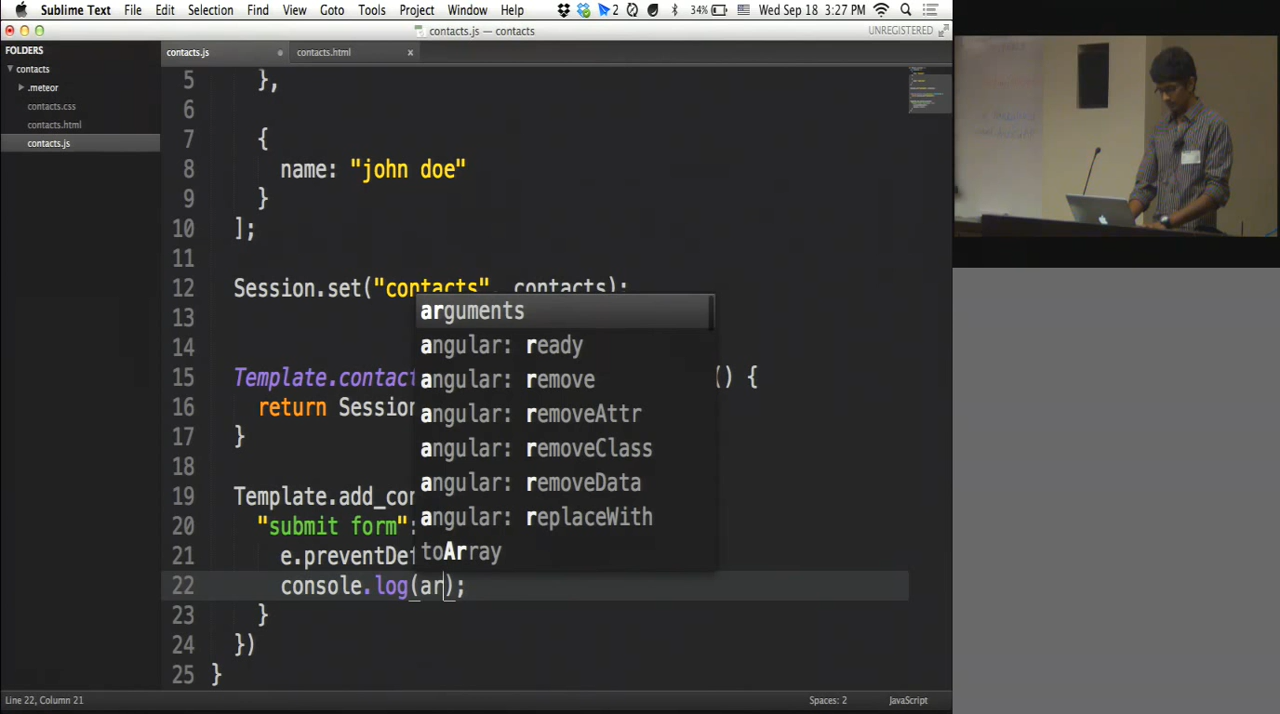 Sublime Text File Edit Selection Find View Goto Tools Project Window Help 2 34% Wed Sep 18 3:27 PM
contacts.js — contacts UNREGISTERED
FOLDERS
contacts
.meteor
contacts.css
contacts.html
contacts.js
contacts.js contacts.html
5 },
6
7 {
8 name: "john doe"
9 }
10 ];
11
12 Session.set("contacts", contacts);
13
14
15 Template.contact () {
16 return Session
17 }
18
19 Template.add_con
20 "submit form":
21 e.preventDef
22 console.log(ar);
23 }
24 })
25 }
arguments
angular: ready
angular: remove
angular: removeAttr
angular: removeClass
angular: removeData
angular: replaceWith
toArray
Line 22, Column 21 Spaces: 2 JavaScript